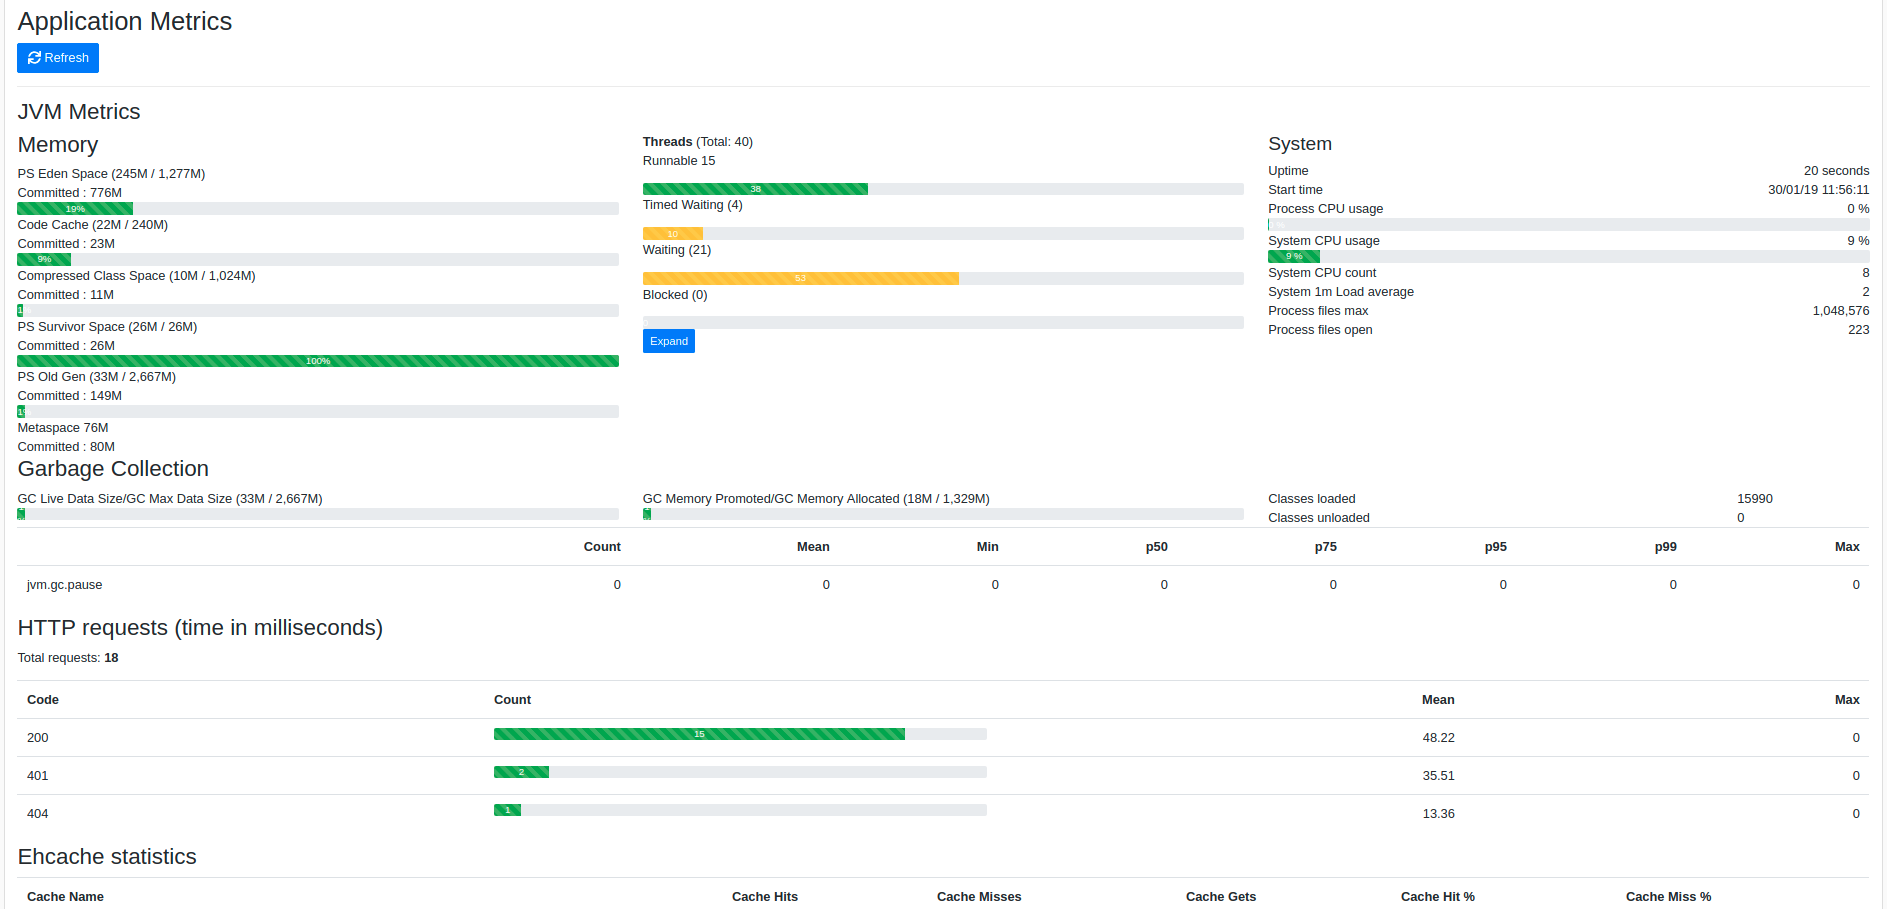 Application Metrics
Refresh
JVM Metrics
Memory
PS Eden Space (245M / 1,277M)
Committed : 776M
19%
Code Cache (22M / 240M)
Committed : 23M
9%
Compressed Class Space (10M / 1,024M)
Committed : 11M
1%
PS Survivor Space (26M / 26M)
Committed : 26M
100%
PS Old Gen (33M / 2,667M)
Committed : 149M
1%
Metaspace 76M
Committed : 80M
Threads (Total: 40)
Runnable 15
38
Timed Waiting (4)
10
Waiting (21)
53
Blocked (0)
Expand
System
Uptime 20 seconds
Start time 30/01/19 11:56:11
Process CPU usage 0 %
System CPU usage 9 %
9 %
System CPU count 8
System 1m Load average 2
Process files max 1,048,576
Process files open 223
Garbage Collection
GC Live Data Size/GC Max Data Size (33M / 2,667M)
GC Memory Promoted/GC Memory Allocated (18M / 1,329M)
Classes loaded 15990
Classes unloaded 0
Count Mean Min p50 p75 p95 p99 Max
jvm.gc.pause 0 0 0 0 0 0 0 0
HTTP requests (time in milliseconds)
Total requests: 18
Code Count Mean Max
200 15 48.22 0
401 2 35.51 0
404 1 13.36 0
Ehcache statistics
Cache Name Cache Hits Cache Misses Cache Gets Cache Hit % Cache Miss %